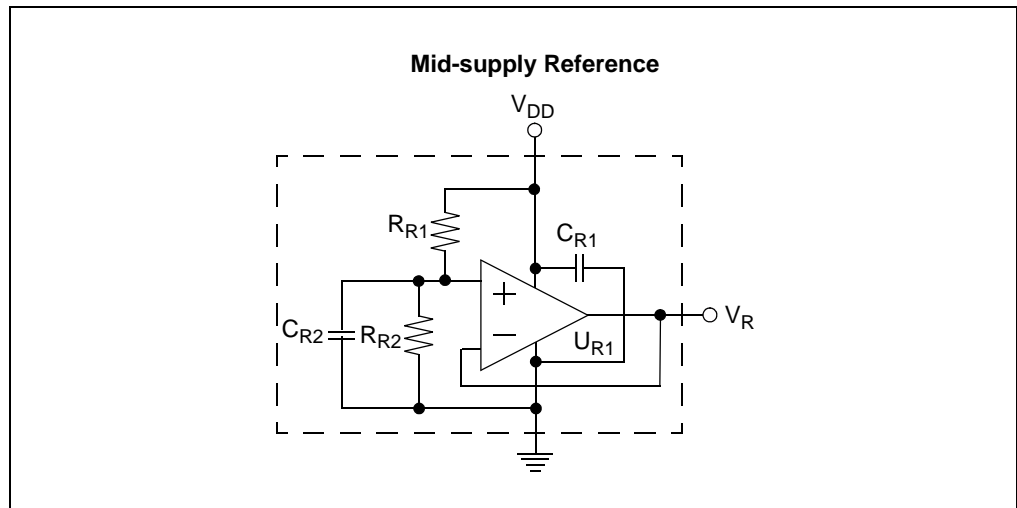 Mid-supply Reference
VDD
RR1
CR1
+
CR2
RR2
−
UR1
VR